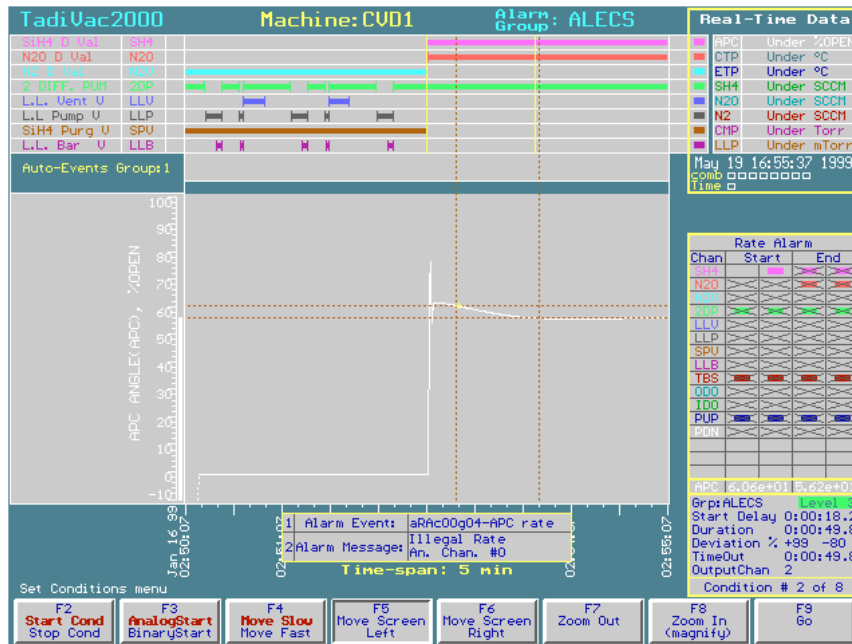 TadiVac2000 Machine:CVD1 Alarm Group: ALECS Real-Time Data
SiH4 D Val SH4 APC Under %OPEN
N2O D Val N2O CTP Under ºC
ETP Under ºC
2 DIFF. PUM 2DP SH4 Under SCCM
L.L. Vent V LLV N2O Under SCCM
L.L Pump V LLP N2 Under SCCM
SiH4 Purg V SPV CMP Under Torr
L.L. Bar V LLB LLP Under mTorr
May 19 16:55:37 1999
comb
Time
Auto-Events Group:1
APC ANGLE(APC), %OPEN
100
90
80
70
60
50
40
30
20
10
0
-10
Jan 16 99
02:50:07
02:55:07
Rate Alarm
Chan Start End
SH4
N2O
2DP
LLV
LLP
SPV
LLB
TBS
ODO
IDO
PUP
PDN
APC 6.06e+01 5.62e+01
Grp:ALECS Level 3
Start Delay 0:00:18.2
Duration 0:00:49.8
Deviation % +99 -80
TimeOut 0:00:49.8
OutputChan 2
Condition # 2 of 8
1 Alarm Event: aRAc00g04-APC rate
2 Alarm Message: Illegal Rate
An. Chan. #0
Time-span: 5 min
Set Conditions menu
F2 Start Cond Stop Cond
F3 AnalogStart BinaryStart
F4 Move Slow Move Fast
F5 Move Screen Left
F6 Move Screen Right
F7 Zoom Out
F8 Zoom In (magnify)
F9 Go